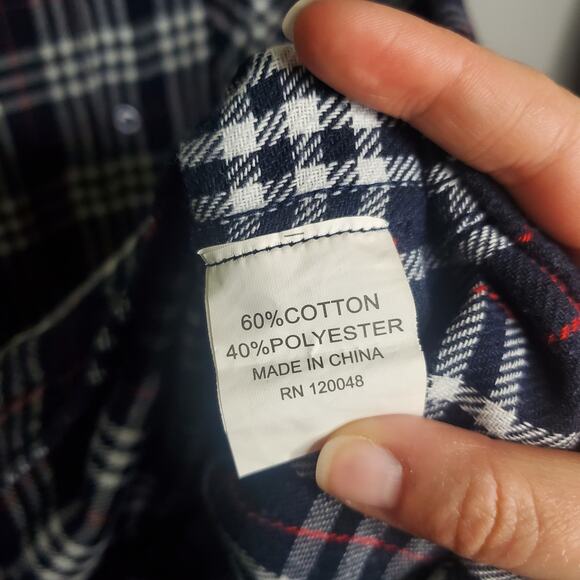 60%COTTON
40%POLYESTER
MADE IN CHINA
RN 120048